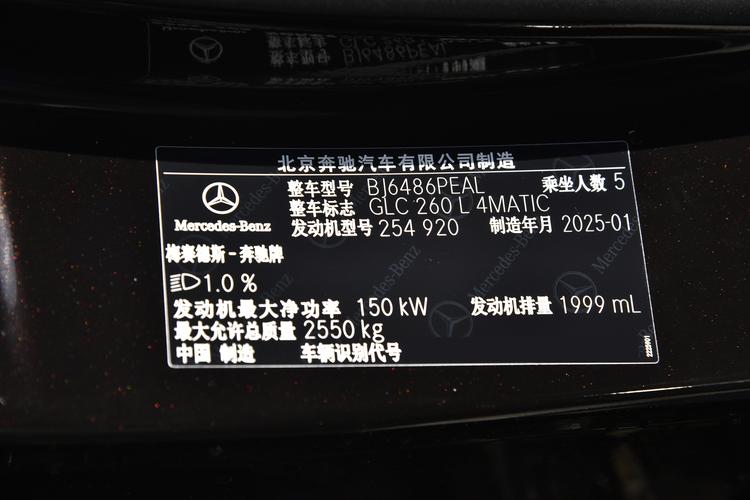 北京奔驰汽车有限公司制造
整车型号 BJ6486PEAL 乘坐人数 5
整车标志 GLC 260 L 4MATIC
发动机型号 254 920 制造年月 2025-01
Mercedes-Benz
梅赛德斯-奔驰牌
1.0 %
发动机最大净功率 150 kW 发动机排量 1999 mL
最大允许总质量 2550 kg
中国 制造 车辆识别代号